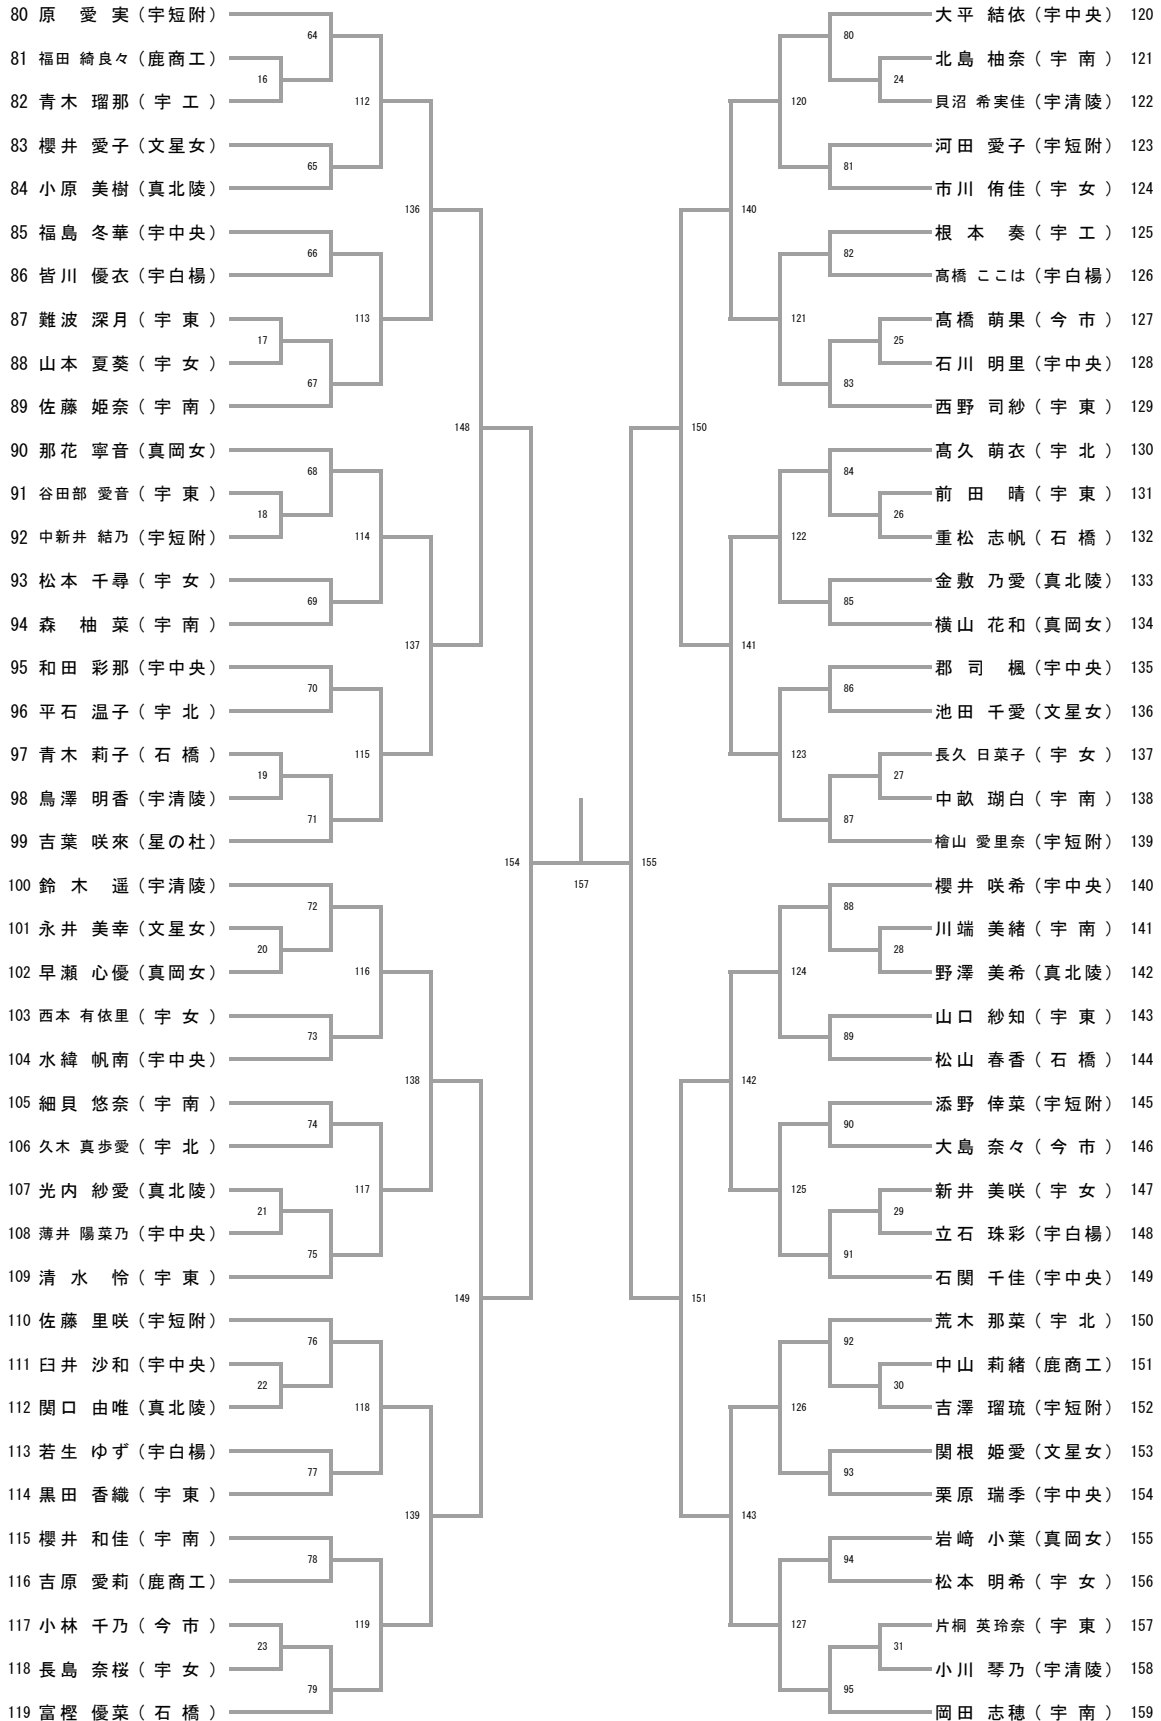 80 原 愛 実 (宇短附)
64
81 福田 綺良々 (鹿商工)
16
82 青木 瑠那 ( 宇 工 )
112
83 櫻井 愛子 (文星女)
65
84 小原 美樹 (真北陵)
136
85 福島 冬華 (宇中央)
66
86 皆川 優衣 (宇白楊)
87 難波 深月 ( 宇 東 )
113
17
88 山本 夏葵 ( 宇 女 )
67
89 佐藤 姫奈 ( 宇 南 )
148
90 那花 寧音 (真岡女)
68
91 谷田部 愛音 ( 宇 東 )
18
92 中新井 結乃 (宇短附)
114
93 松本 千尋 ( 宇 女 )
69
94 森 柚 菜 ( 宇 南 )
137
95 和田 彩那 (宇中央)
70
96 平石 温子 ( 宇 北 )
97 青木 莉子 ( 石 橋 )
115
19
98 鳥澤 明香 (宇清陵)
71
99 吉葉 咲來 (星の杜)
154
100 鈴 木 遥 (宇清陵)
72
101 永井 美幸 (文星女)
20
102 早瀬 心優 (真岡女)
116
103 西本 有依里 ( 宇 女 )
73
104 水緯 帆南 (宇中央)
138
105 細貝 悠奈 ( 宇 南 )
74
106 久木 真歩愛 ( 宇 北 )
107 光内 紗愛 (真北陵)
117
21
108 薄井 陽菜乃 (宇中央)
75
109 清 水 怜 ( 宇 東 )
149
110 佐藤 里咲 (宇短附)
76
111 臼井 沙和 (宇中央)
22
112 関口 由唯 (真北陵)
118
113 若生 ゆず (宇白楊)
77
114 黒田 香織 ( 宇 東 )
139
115 櫻井 和佳 ( 宇 南 )
78
116 吉原 愛莉 (鹿商工)
117 小林 千乃 ( 今 市 )
119
23
118 長島 奈桜 ( 宇 女 )
79
119 富樫 優菜 ( 石 橋 )
157
大平 結依 (宇中央) 120
80
北島 柚奈 ( 宇 南 ) 121
24
貝沼 希実佳 (宇清陵) 122
120
河田 愛子 (宇短附) 123
81
市川 侑佳 ( 宇 女 ) 124
140
根 本 奏 ( 宇 工 ) 125
82
髙橋 ここは (宇白楊) 126
髙橋 萌果 ( 今 市 ) 127
121
25
石川 明里 (宇中央) 128
83
西野 司紗 ( 宇 東 ) 129
150
髙久 萌衣 ( 宇 北 ) 130
84
前 田 晴 ( 宇 東 ) 131
26
重松 志帆 ( 石 橋 ) 132
122
金敷 乃愛 (真北陵) 133
85
横山 花和 (真岡女) 134
141
郡 司 楓 (宇中央) 135
86
池田 千愛 (文星女) 136
長久 日菜子 ( 宇 女 ) 137
123
27
中畝 瑚白 ( 宇 南 ) 138
87
檜山 愛里奈 (宇短附) 139
155
櫻井 咲希 (宇中央) 140
88
川端 美緒 ( 宇 南 ) 141
28
野澤 美希 (真北陵) 142
124
山口 紗知 ( 宇 東 ) 143
89
松山 春香 ( 石 橋 ) 144
142
添野 倖菜 (宇短附) 145
90
大島 奈々 ( 今 市 ) 146
新井 美咲 ( 宇 女 ) 147
125
29
立石 珠彩 (宇白楊) 148
91
石関 千佳 (宇中央) 149
151
荒木 那菜 ( 宇 北 ) 150
92
中山 莉緒 (鹿商工) 151
30
吉澤 瑠琉 (宇短附) 152
126
関根 姫愛 (文星女) 153
93
栗原 瑞季 (宇中央) 154
143
岩﨑 小葉 (真岡女) 155
94
松本 明希 ( 宇 女 ) 156
片桐 英玲奈 ( 宇 東 ) 157
127
31
小川 琴乃 (宇清陵) 158
95
岡田 志穂 ( 宇 南 ) 159